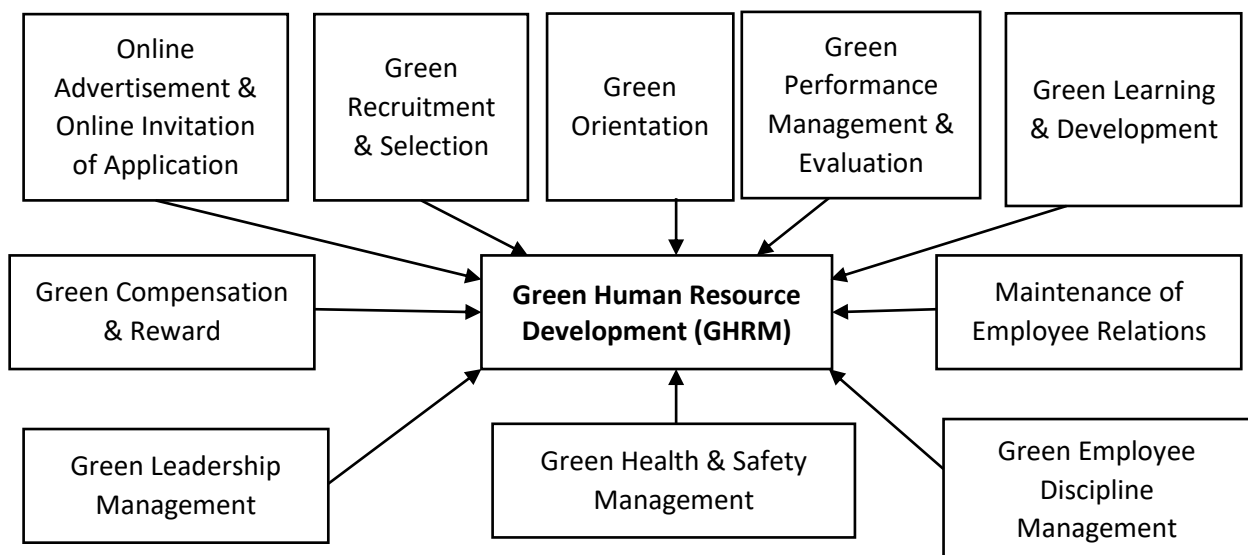 Online
Advertisement &
Online Invitation
of Application
Green
Recruitment
& Selection
Green
Orientation
Green
Performance
Management &
Evaluation
Green Learning
& Development
Green Compensation
& Reward
Green Human Resource
Development (GHRM)
Maintenance of
Employee Relations
Green Leadership
Management
Green Health & Safety
Management
Green Employee
Discipline
Management